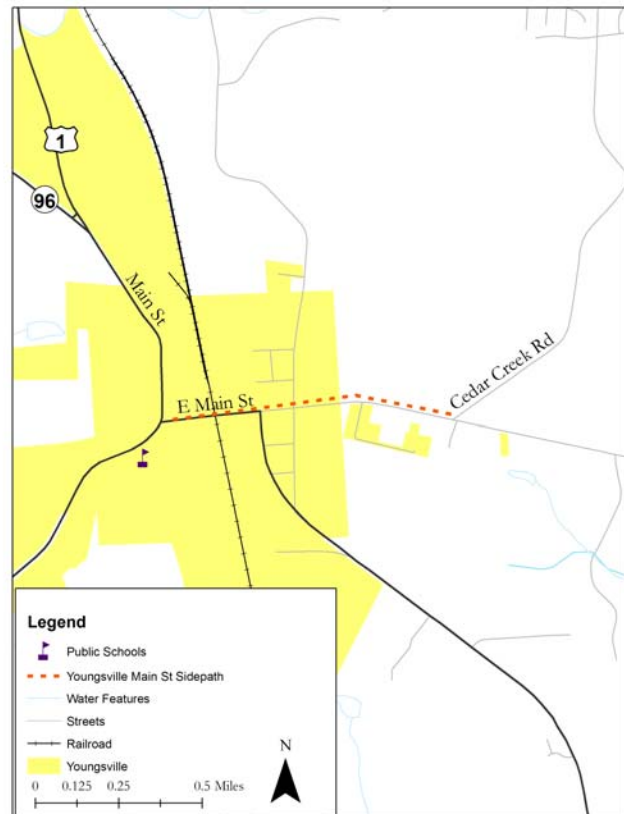 1
96
Main St
E Main St
Cedar Creek Rd
Legend
Public Schools
Youngsville Main St Sidepath
Water Features
Streets
Railroad
Youngsville
0 0.125 0.25 0.5 Miles
N